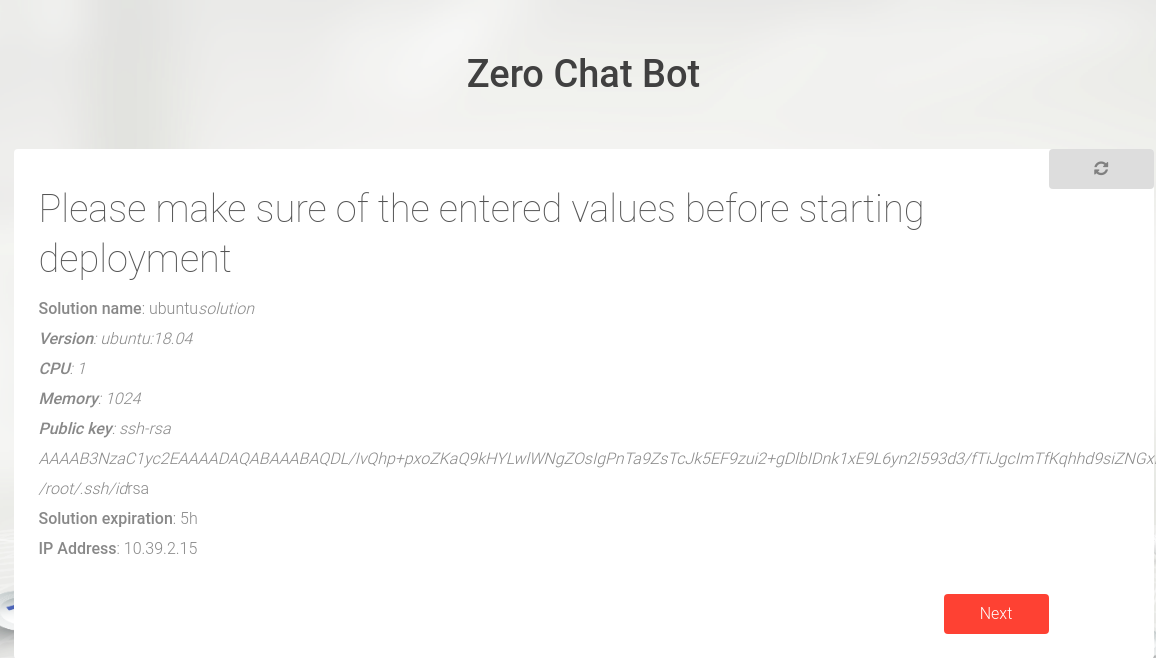 Zero Chat Bot
Please make sure of the entered values before starting
deployment
Solution name: ubuntusolution
Version: ubuntu:18.04
CPU: 1
Memory: 1024
Public key: ssh-rsa
AAAAB3NzaC1yc2EAAAADAQABAAABAQDL/IvQhp+pxoZKaQ9kHYLwlWNgZOsIgPnTa9ZsTcJk5EF9zui2+gDlbIDnk1xE9L6yn2I593d3/fTiJgcImTfKqhhd9siZNGx
/root/.ssh/idrsa
Solution expiration: 5h
IP Address: 10.39.2.15
Next